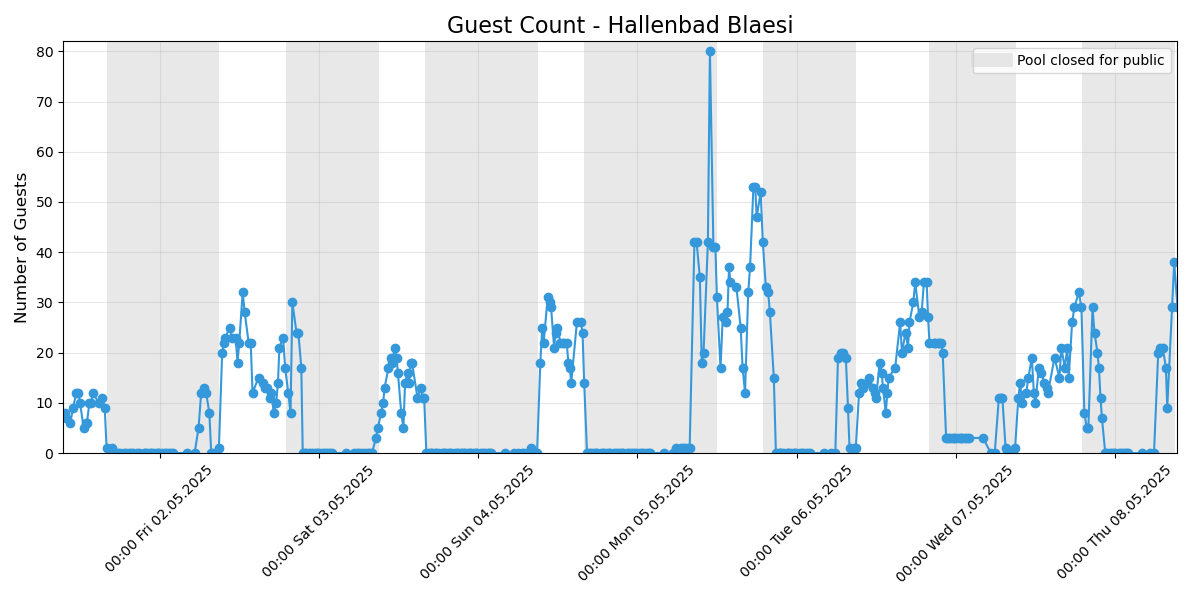 Guest Count - Hallenbad Blaesi
Pool closed for public
Number of Guests
80
70
60
50
40
30
20
10
0
00:00 Fri 02.05.2025
00:00 Sat 03.05.2025
00:00 Sun 04.05.2025
00:00 Mon 05.05.2025
00:00 Tue 06.05.2025
00:00 Wed 07.05.2025
00:00 Thu 08.05.2025